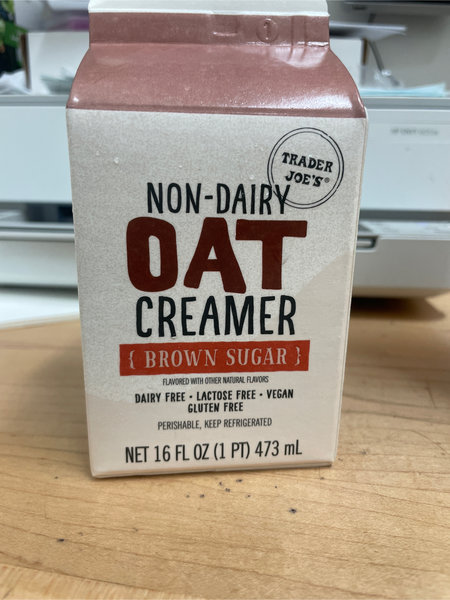 TRADER
JOE'S®
NON-DAIRY
OAT
CREAMER
{ BROWN SUGAR }
FLAVORED WITH OTHER NATURAL FLAVORS
DAIRY FREE • LACTOSE FREE • VEGAN
GLUTEN FREE
PERISHABLE, KEEP REFRIGERATED
NET 16 FL OZ (1 PT) 473 mL